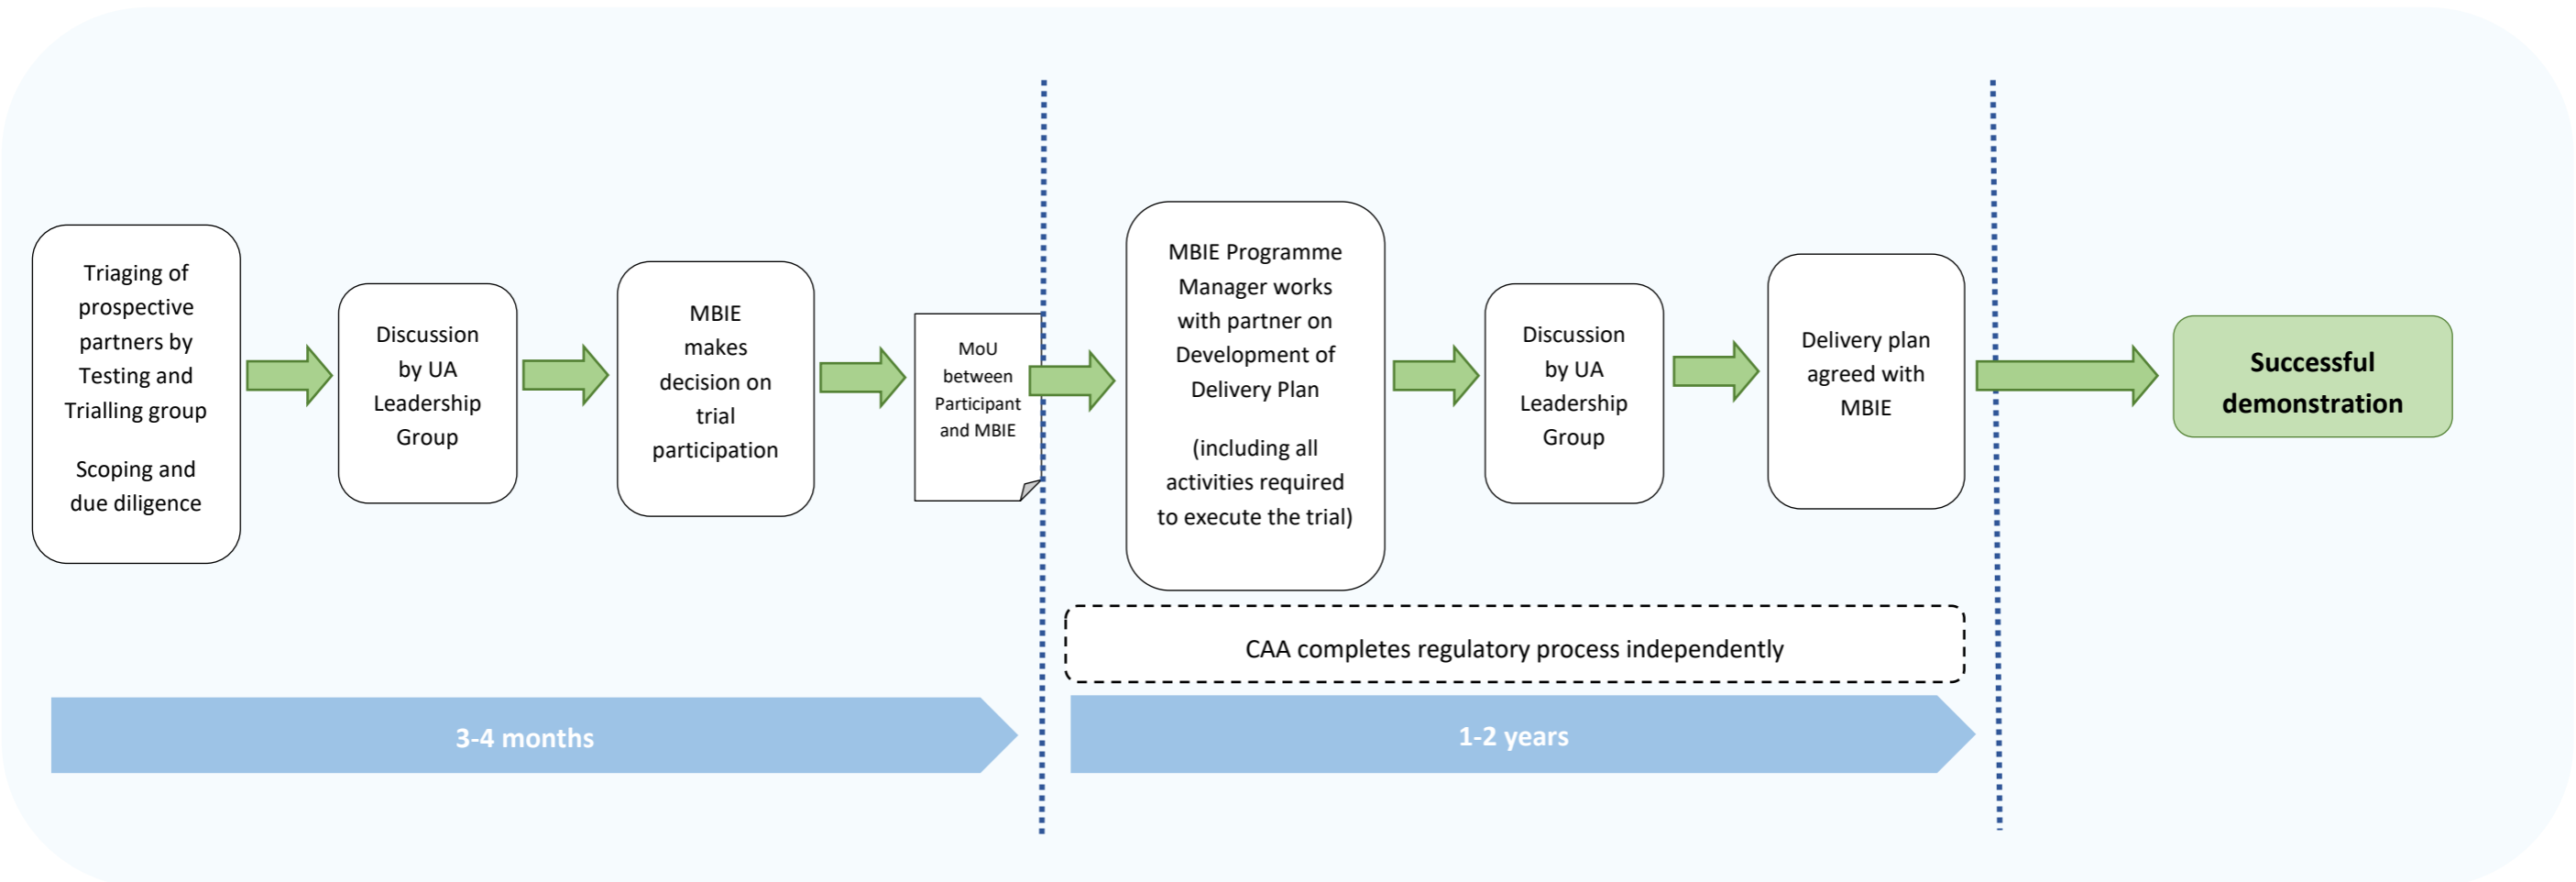 Triaging of
prospective
partners by
Testing and
Trialling group
Scoping and
due diligence
Discussion
by UA
Leadership
Group
MBIE
makes
decision on
trial
participation
MoU
between
Participant
and MBIE
MBIE Programme
Manager works
with partner on
Development of
Delivery Plan
(including all
activities required
to execute the trial)
Discussion
by UA
Leadership
Group
Delivery plan
agreed with
MBIE
Successful
demonstration
CAA completes regulatory process independently
3-4 months
1-2 years